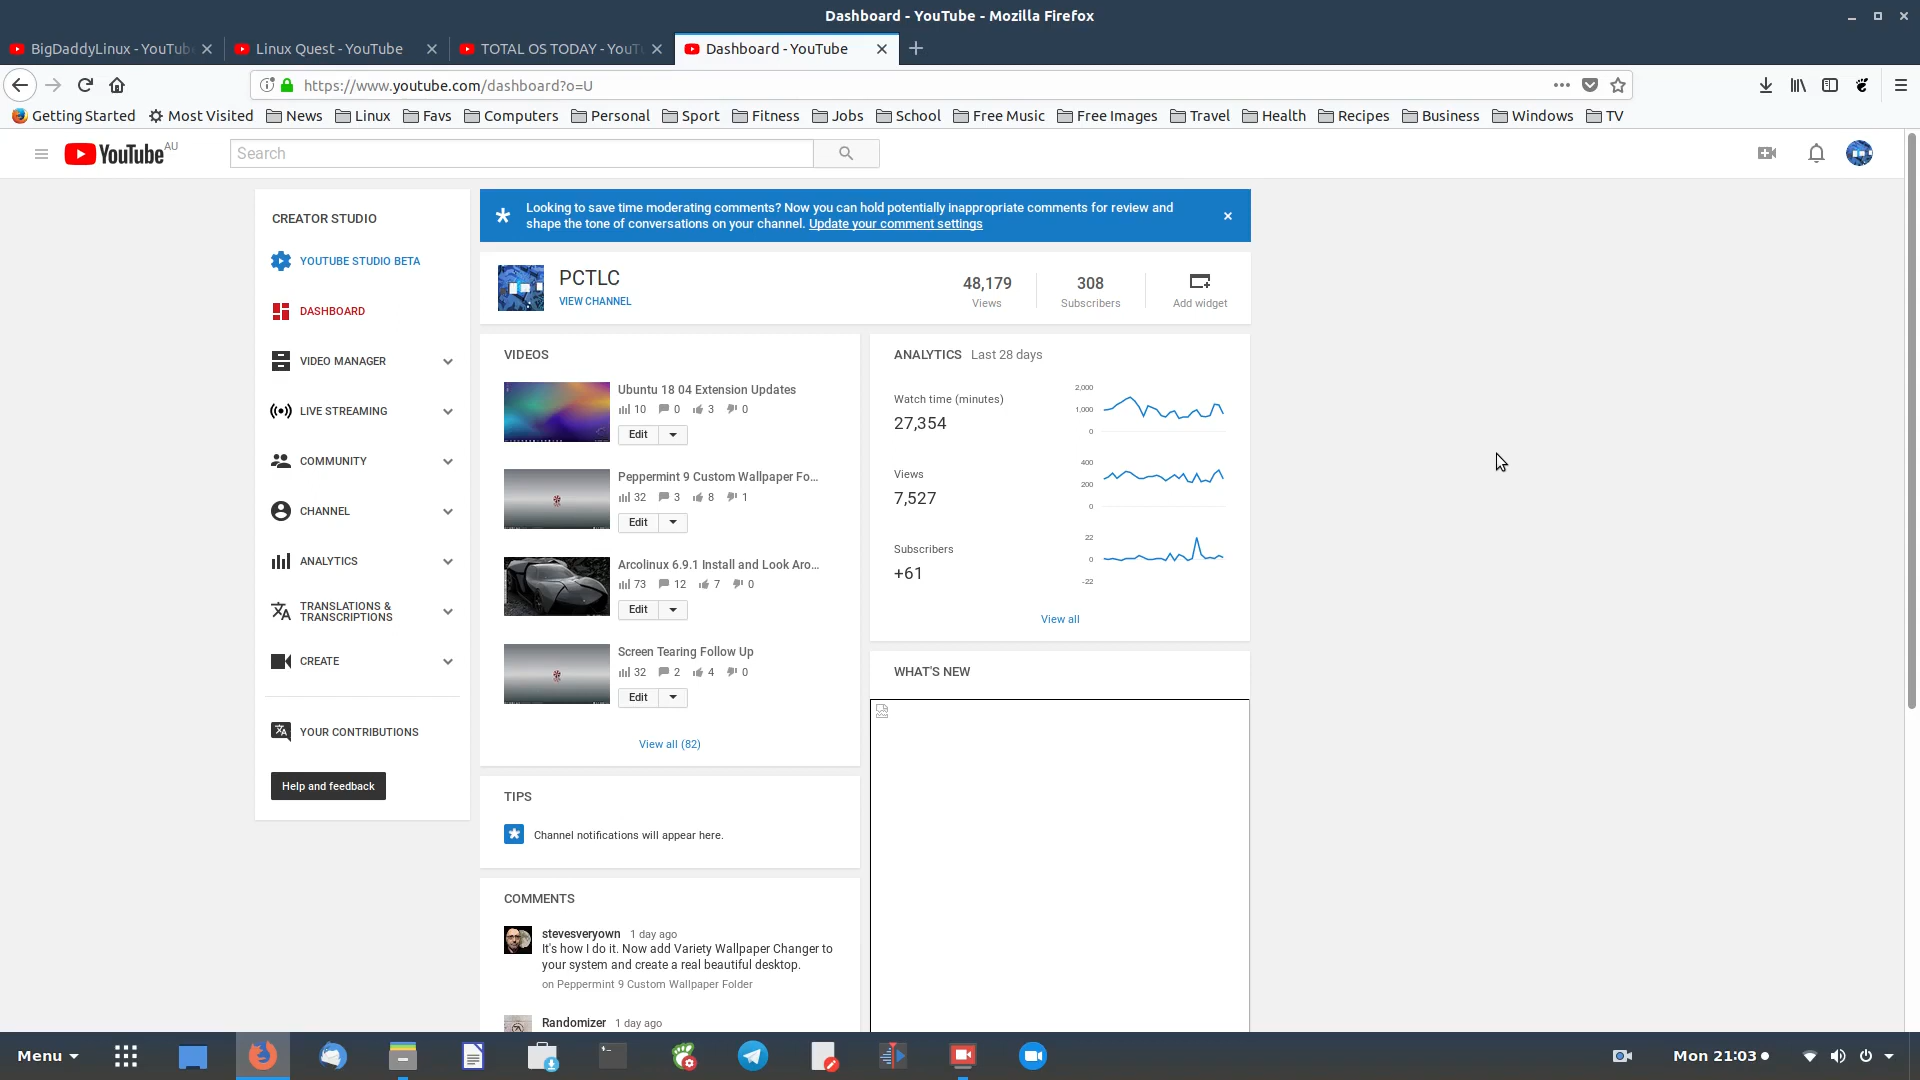 Dashboard - YouTube - Mozilla Firefox
BigDaddyLinux - YouTub
Linux Quest - YouTube
TOTAL OS TODAY - YouTu
Dashboard - YouTube
https://www.youtube.com/dashboard?o=U
Getting Started
Most Visited
News
Linux
Favs
Computers
Personal
Sport
Fitness
Jobs
School
Free Music
Free Images
Travel
Health
Recipes
Business
Windows
TV
YouTube AU
Search
CREATOR STUDIO
YOUTUBE STUDIO BETA
DASHBOARD
VIDEO MANAGER
LIVE STREAMING
COMMUNITY
CHANNEL
ANALYTICS
TRANSLATIONS &
TRANSCRIPTIONS
CREATE
YOUR CONTRIBUTIONS
Help and feedback
Looking to save time moderating comments? Now you can hold potentially inappropriate comments for review and
shape the tone of conversations on your channel. Update your comment settings
PCTLC
VIEW CHANNEL
48,179
Views
308
Subscribers
Add widget
VIDEOS
Ubuntu 18 04 Extension Updates
10 0 3 0
Edit
Peppermint 9 Custom Wallpaper Fo...
32 3 8 1
Edit
Arcolinux 6.9.1 Install and Look Aro...
73 12 7 0
Edit
Screen Tearing Follow Up
32 2 4 0
Edit
View all (82)
TIPS
Channel notifications will appear here.
COMMENTS
stevesveryown 1 day ago
It's how I do it. Now add Variety Wallpaper Changer to
your system and create a real beautiful desktop.
on Peppermint 9 Custom Wallpaper Folder
Randomizer 1 day ago
ANALYTICS Last 28 days
Watch time (minutes)
27,354
2,000
1,000
0
Views
7,527
400
200
0
Subscribers
+61
22
0
-22
View all
WHAT'S NEW
Menu
Mon 21:03